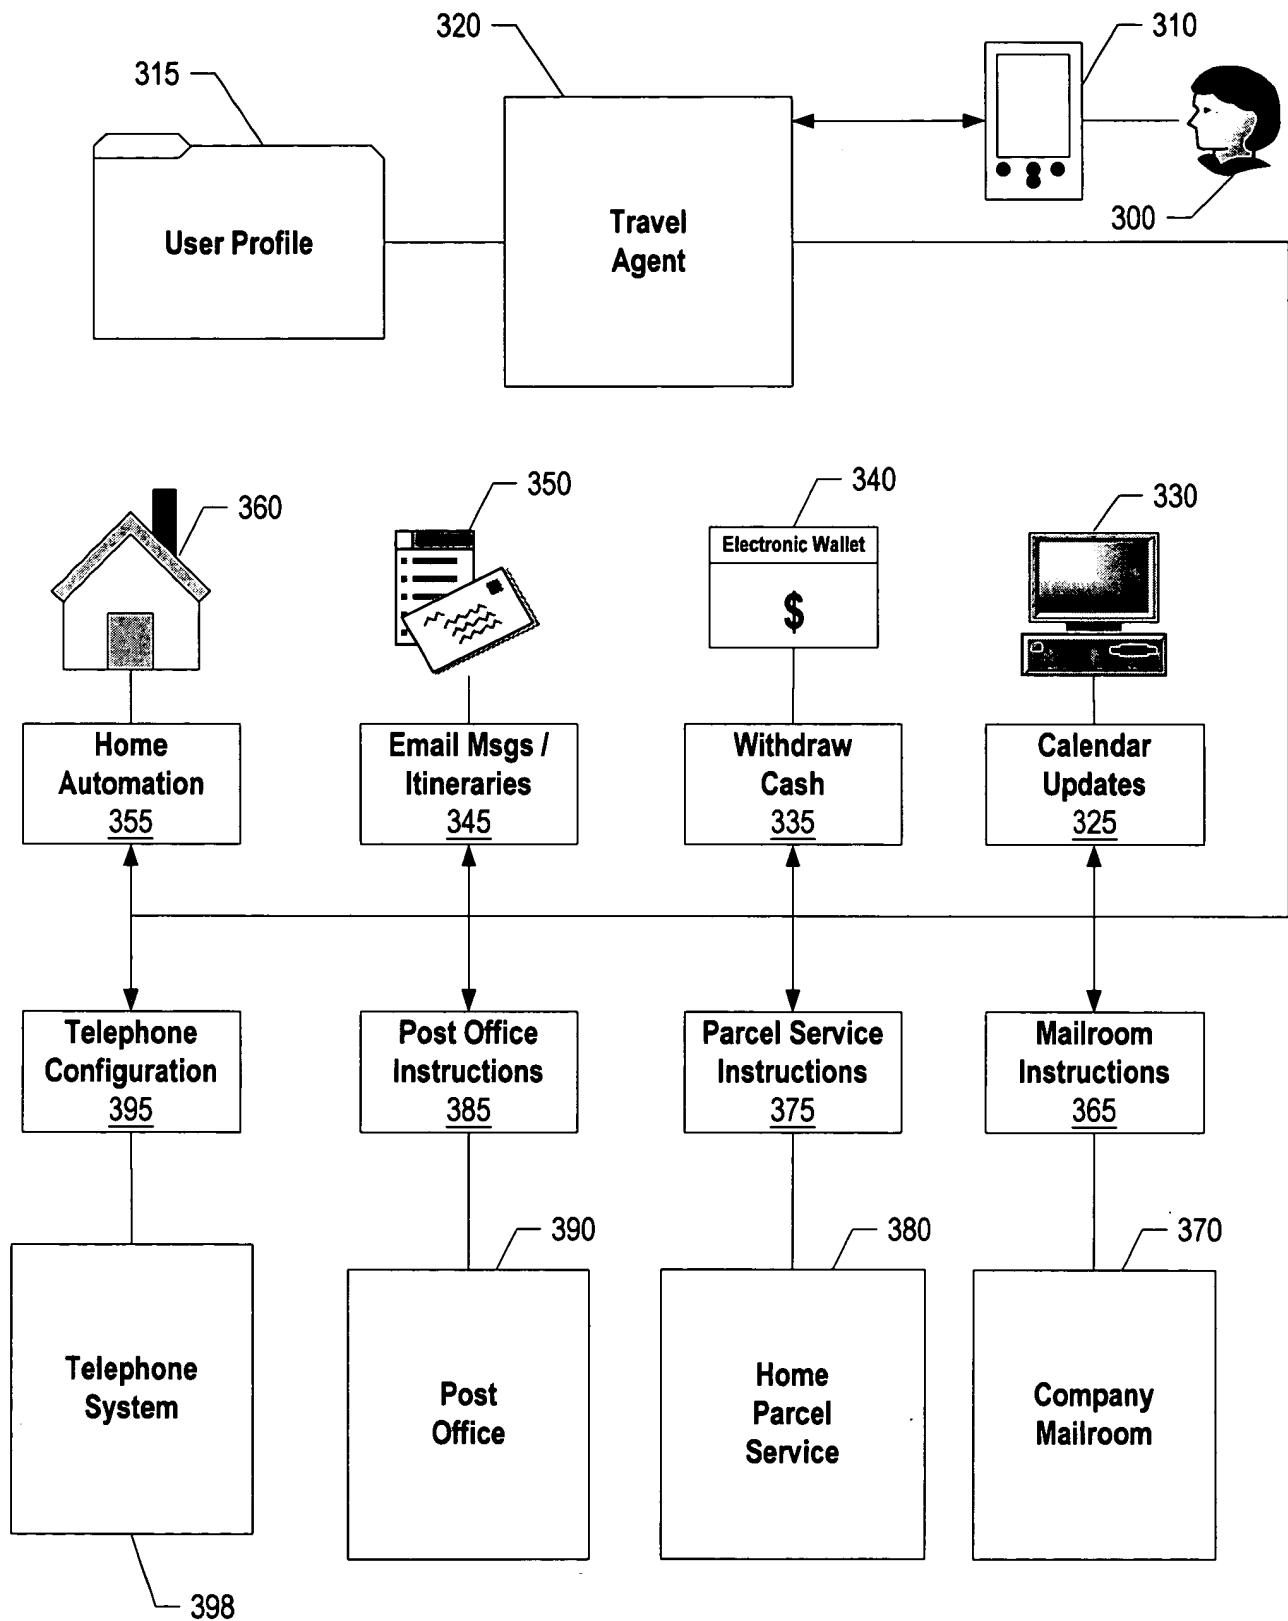 320
310
315
User Profile
Travel
Agent
300
360
350
340
330
Electronic Wallet
$
Home
Automation
355
Email Msgs /
Itineraries
345
Withdraw
Cash
335
Calendar
Updates
325
Telephone
Configuration
395
Post Office
Instructions
385
Parcel Service
Instructions
375
Mailroom
Instructions
365
390
380
370
Telephone
System
Post
Office
Home
Parcel
Service
Company
Mailroom
398